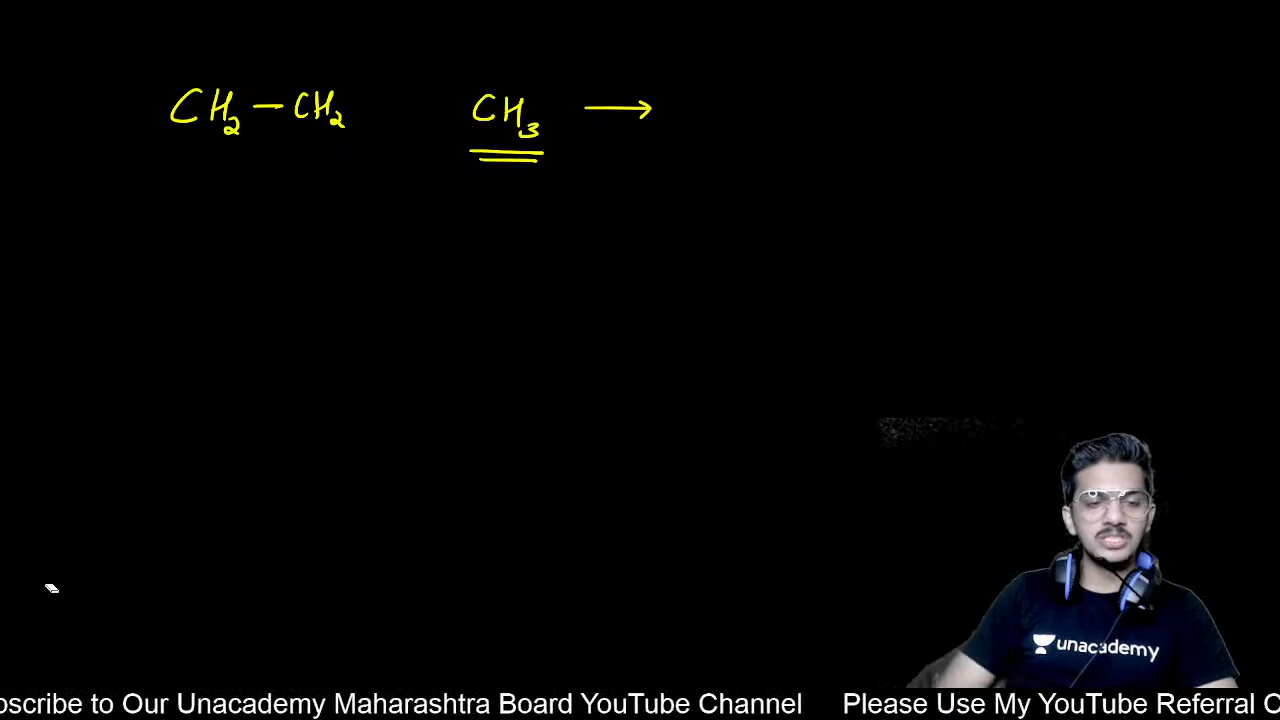 CH₂ — CH₂ CH₃ →
unacademy
scribe to Our Unacademy Maharashtra Board YouTube Channel Please Use My YouTube Referral